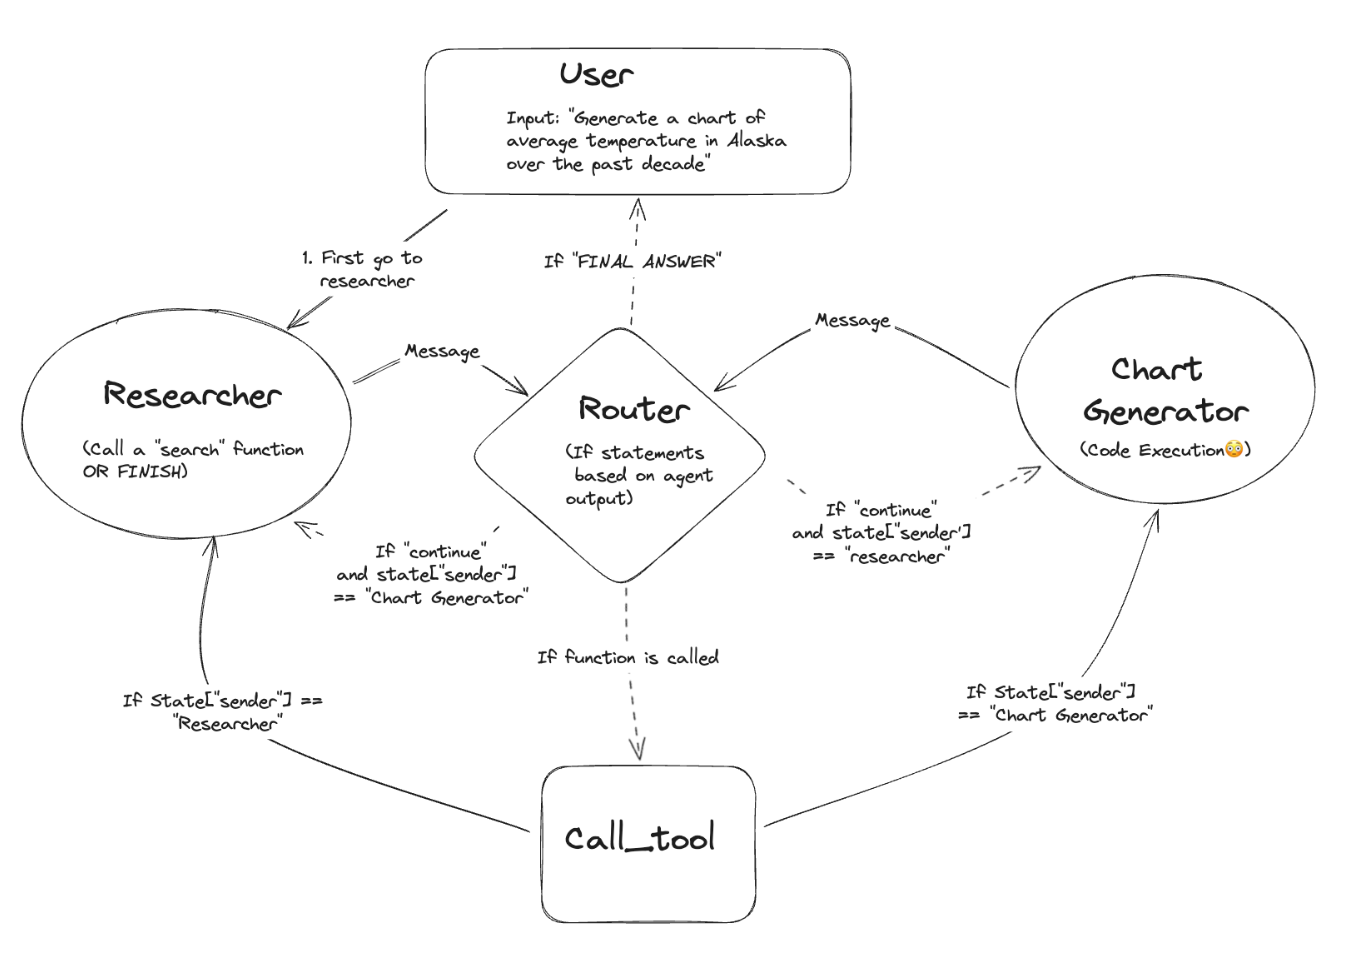 User
Input: "Generate a chart of
average temperature in Alaska
over the past decade"
1. First go to
researcher
If "FINAL ANSWER"
Message
Message
Researcher
(Call a "search" function
OR FINISH)
Router
(If statements
based on agent
output)
Chart
Generator
(Code Execution😳)
If "continue"
and state["sender"]
== "Chart Generator"
If "continue"
and state["sender']
== "researcher"
If function is called
If State["sender"] ==
"Researcher"
If State["sender"]
== "Chart Generator"
Call_tool